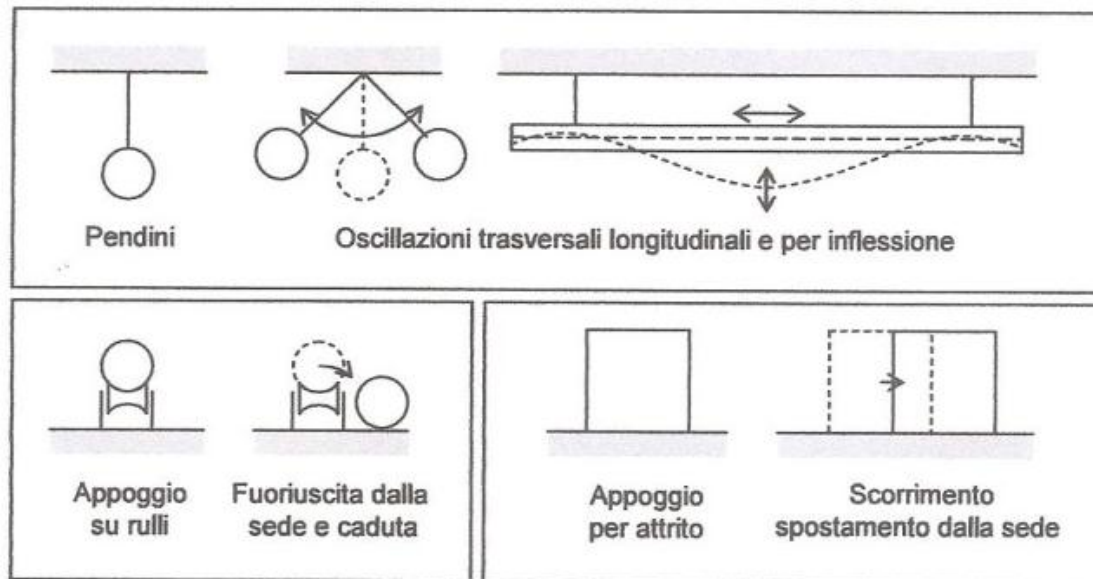 Pendini
Oscillazioni trasversali longitudinali e per inflessione
Appoggio
su rulli
Fuoriuscita dalla
sede e caduta
Appoggio
per attrito
Scorrimento
spostamento dalla sede